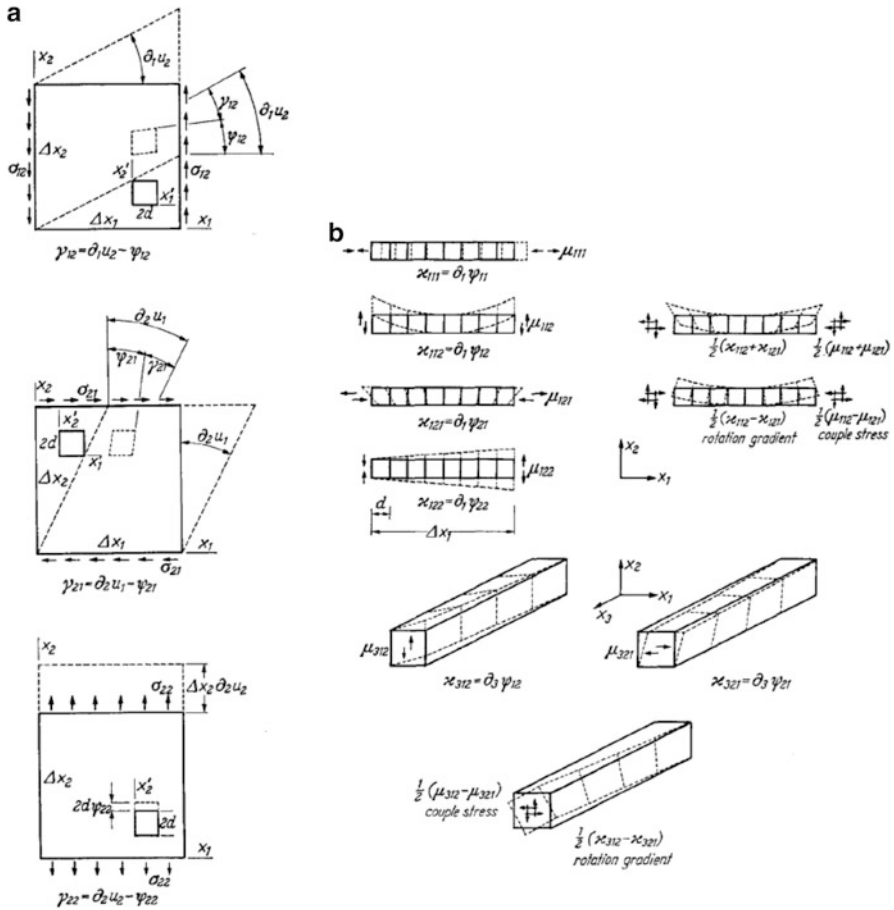 a
x₂
∂₁u₂
γ₁₂
∂₁u₂
ψ₁₂
Δx₂
σ₁₂
x₂′
σ₁₂
x₁′
2d
Δx₁
x₁
γ₁₂=∂₁u₂−ψ₁₂
∂₂u₁
ψ₂₁
γ₂₁
x₂
σ₂₁
x₂′
2d
x₁
∂₂u₁
Δx₂
Δx₁
x₁
σ₂₁
γ₂₁=∂₂u₁−ψ₂₁
x₂
σ₂₂
Δx₂∂₂u₂
Δx₂
x₂′
2dψ₂₂
2d
x₁
σ₂₂
γ₂₂=∂₂u₂−ψ₂₂
b
μ₁₁₁
ϰ₁₁₁=∂₁ψ₁₁
μ₁₁₂
ϰ₁₁₂=∂₁ψ₁₂
½(ϰ₁₁₂+ϰ₁₂₁) ½(μ₁₁₂+μ₁₂₁)
μ₁₂₁
ϰ₁₂₁=∂₁ψ₂₁
½(ϰ₁₁₂−ϰ₁₂₁) ½(μ₁₁₂−μ₁₂₁)
rotation gradient couple stress
μ₁₂₂
ϰ₁₂₂=∂₁ψ₂₂
d
Δx₁
x₂
x₁
μ₃₁₂
ϰ₃₁₂=∂₃ψ₁₂
x₂
x₁
x₃
μ₃₂₁
ϰ₃₂₁=∂₃ψ₂₁
½(μ₃₁₂−μ₃₂₁)
couple stress
½(ϰ₃₁₂−ϰ₃₂₁)
rotation gradient